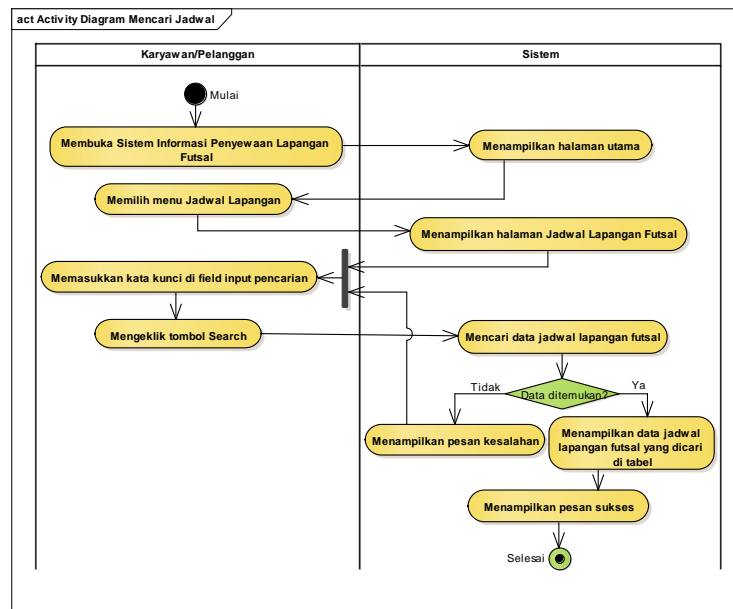 act Activity Diagram Mencari Jadwal
Karyawan/Pelanggan
Sistem
Mulai
Membuka Sistem Informasi Penyewaan Lapangan
Futsal
Menampilkan halaman utama
Memilih menu Jadwal Lapangan
Menampilkan halaman Jadwal Lapangan Futsal
Memasukkan kata kunci di field input pencarian
Mengeklik tombol Search
Mencari data jadwal lapangan futsal
Data ditemukan?
Tidak
Ya
Menampilkan pesan kesalahan
Menampilkan data jadwal
lapangan futsal yang dicari
di tabel
Menampilkan pesan sukses
Selesai